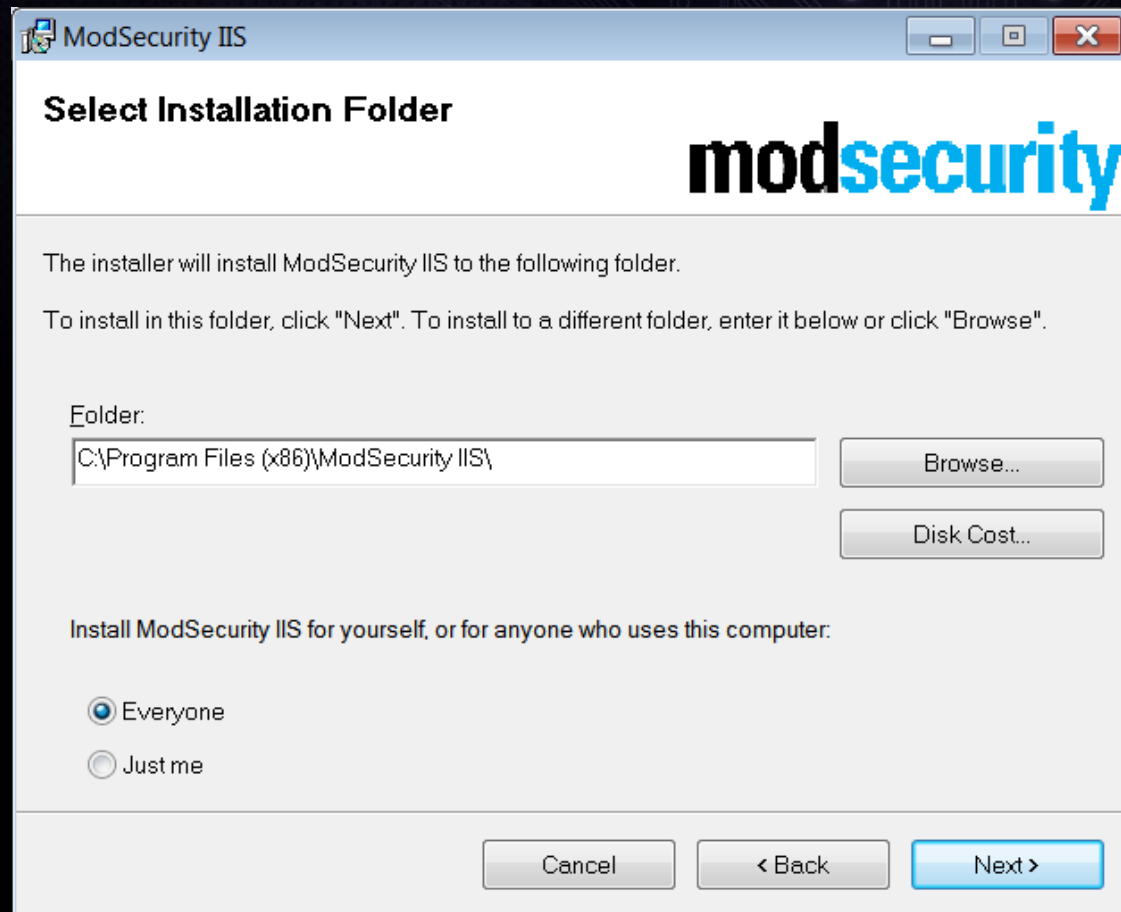 ModSecurity IIS
Select Installation Folder
modsecurity
The installer will install ModSecurity IIS to the following folder.
To install in this folder, click "Next". To install to a different folder, enter it below or click "Browse".
Folder:
C:\Program Files (x86)\ModSecurity IIS\
Browse...
Disk Cost...
Install ModSecurity IIS for yourself, or for anyone who uses this computer:
Everyone
Just me
Cancel
< Back
Next >